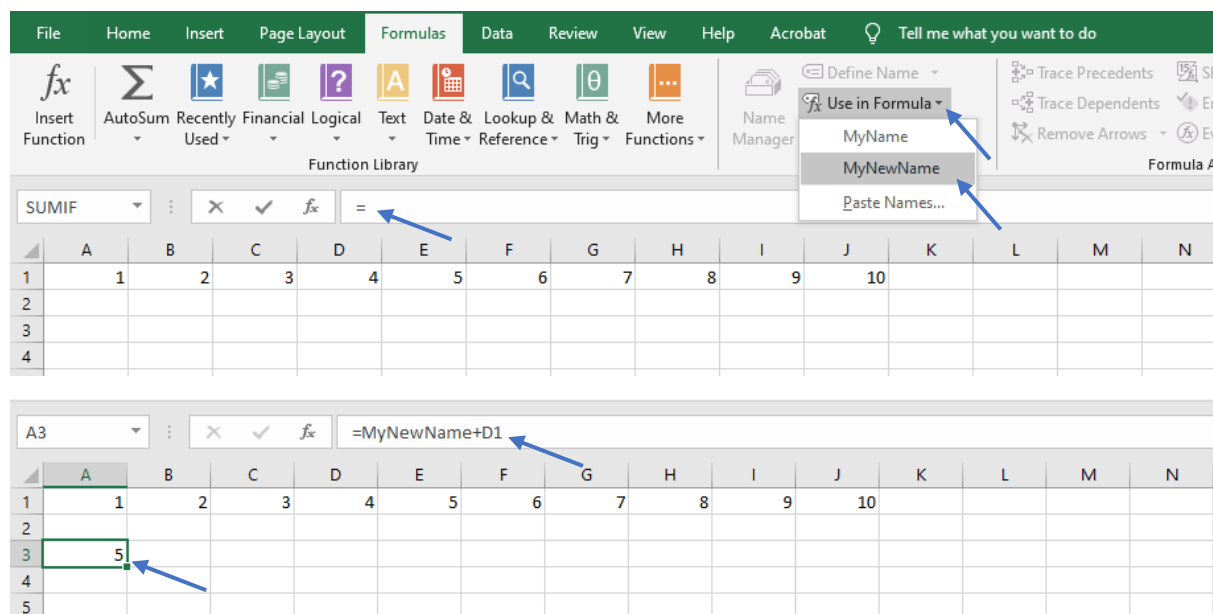 File Home Insert Page Layout Formulas Data Review View Help Acrobat Tell me what you want to do
fx Insert Function
AutoSum
Recently Used
Financial
Logical
Text
Date & Time
Lookup & Reference
Math & Trig
More Functions
Function Library
Name Manager
Define Name
Use in Formula
MyName
MyNewName
Paste Names...
Trace Precedents
Trace Dependents
Remove Arrows
Formula A
SUMIF fx =
A B C D E F G H I J K L M N
1 1 2 3 4 5 6 7 8 9 10
2
3
4
A3 fx =MyNewName+D1
A B C D E F G H I J K L M N
1 1 2 3 4 5 6 7 8 9 10
2
3 5
4
5